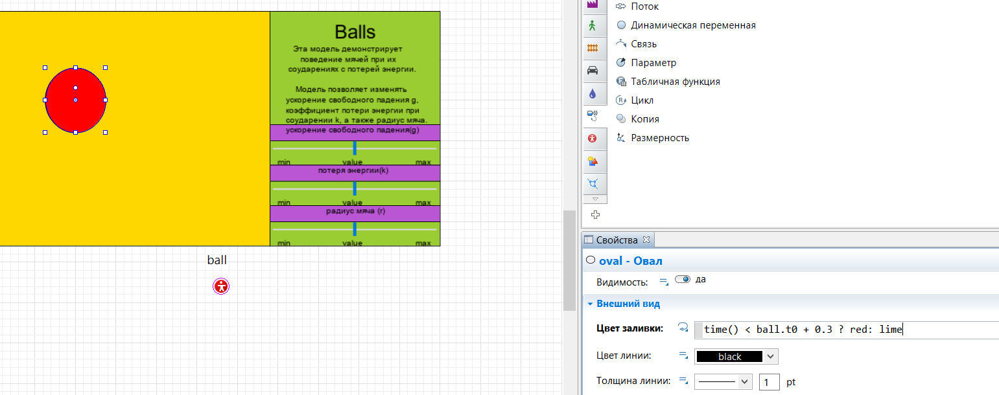 Balls
Эта модель демонстрирует
поведение мячей при их
соударениях с потерей энергии.
Модель позволяет изменять
ускорение свободного падения g,
коэффициент потери энергии при
соударении k, а также радиус мяча.
ускорение свободного падения(g)
min value max
потеря энергии(k)
min value max
радиус мяча (r)
min value max
ball
Поток
Динамическая переменная
Связь
Параметр
Табличная функция
Цикл
Копия
Размерность
Свойства
oval - Овал
Видимость: да
Внешний вид
Цвет заливки: time() < ball.t0 + 0.3 ? red: lime
Цвет линии: black
Толщина линии: 1 pt